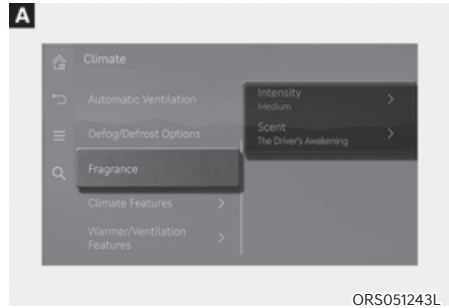 A
Climate
Automatic Ventilation
Defog/Defrost Options
Fragrance
Climate Features
Warmer/Ventilation
Features
Intensity
Medium
Scent
The Driver's Awakening
ORS051243L